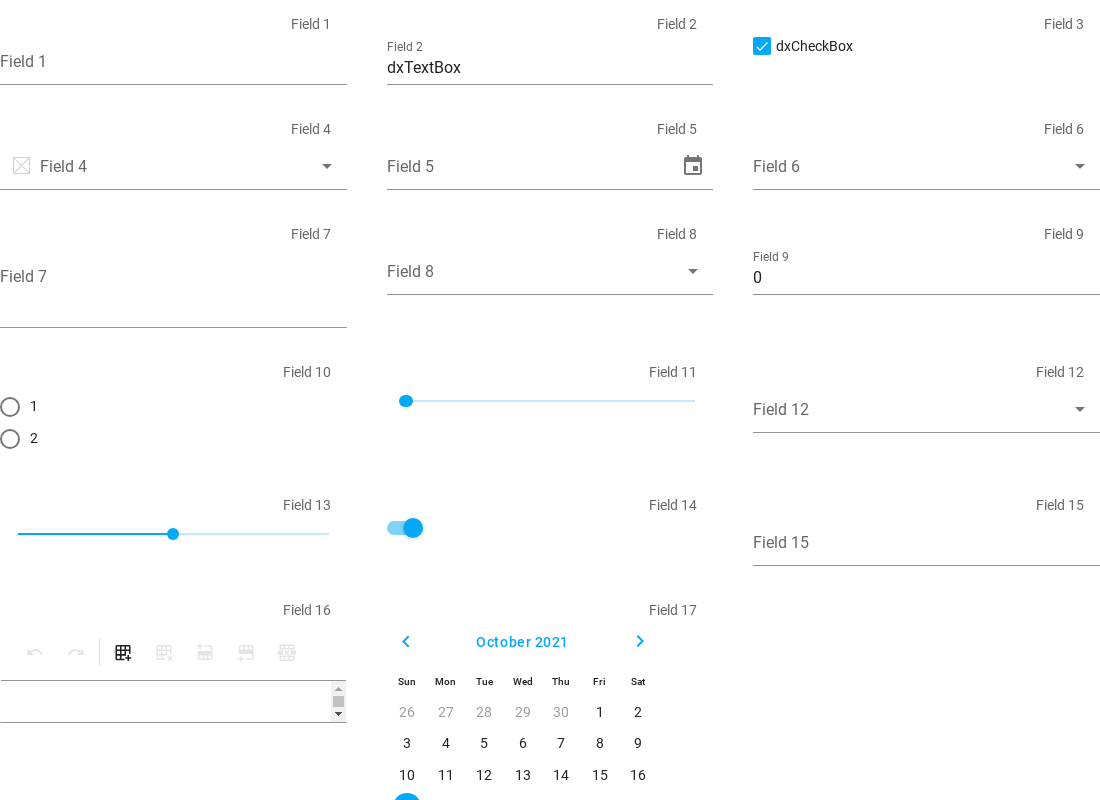 Field 1
Field 2
Field 3
Field 1
Field 2
dxTextBox
dxCheckBox
Field 4
Field 5
Field 6
Field 4
Field 5
Field 6
Field 7
Field 8
Field 9
Field 7
Field 8
Field 9
0
Field 10
Field 11
Field 12
1
2
Field 12
Field 13
Field 14
Field 15
Field 15
Field 16
Field 17
October 2021
Sun Mon Tue Wed Thu Fri Sat
26 27 28 29 30 1 2
3 4 5 6 7 8 9
10 11 12 13 14 15 16